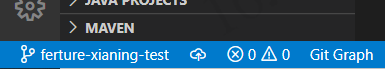 JAVA PROJECTS
MAVEN
ferture-xianing-test 0 0 Git Graph